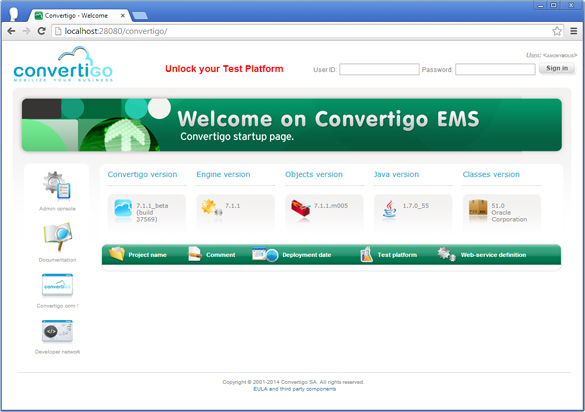 Convertigo - Welcome
localhost:28080/convertigo/
convertigo
MOBILIZE YOUR BUSINESS
Unlock your Test Platform
User: <anonymous>
User ID:
Password:
Sign in
Welcome on Convertigo EMS
Convertigo startup page.
Convertigo version
Engine version
Objects version
Java version
Classes version
7.1.1_beta
(build
37569)
7.1.1
7.1.1.m005
1.7.0_55
51.0
Oracle
Corporation
Admin console
Documentation
convertigo
Convertigo.com !
Developer network
Project name
Comment
Deployment date
Test platform
Web-service definition
Copyright © 2001-2014 Convertigo SA. All rights reserved.
EULA and third party components